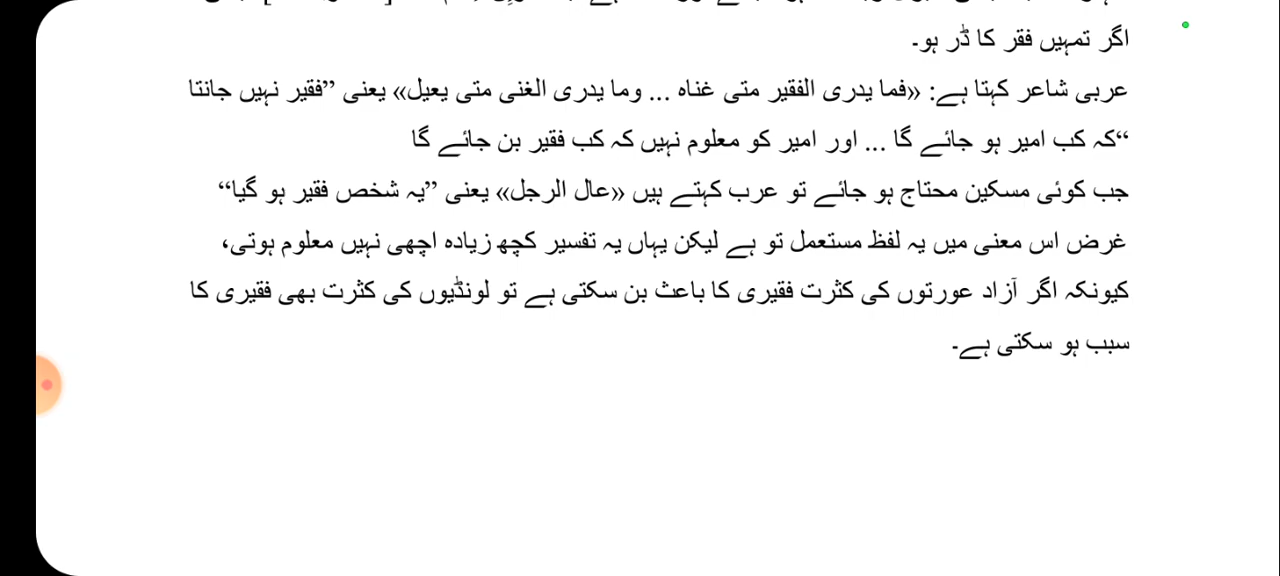 اگر تمہیں فقر کا ڈر ہو۔
عربی شاعر کہتا ہے: «فما یدری الفقیر متی غناہ ... وما یدری الغنی متی یعیل» یعنی ”فقیر نہیں جانتا
کہ کب امیر ہو جائے گا ... اور امیر کو معلوم نہیں کہ کب فقیر بن جائے گا“
جب کوئی مسکین محتاج ہو جائے تو عرب کہتے ہیں «عال الرجل» یعنی ”یہ شخص فقیر ہو گیا“
غرض اس معنی میں یہ لفظ مستعمل تو ہے لیکن یہاں یہ تفسیر کچھ زیادہ اچھی نہیں معلوم ہوتی،
کیونکہ اگر آزاد عورتوں کی کثرت فقیری کا باعث بن سکتی ہے تو لونڈیوں کی کثرت بھی فقیری کا
سبب ہو سکتی ہے۔